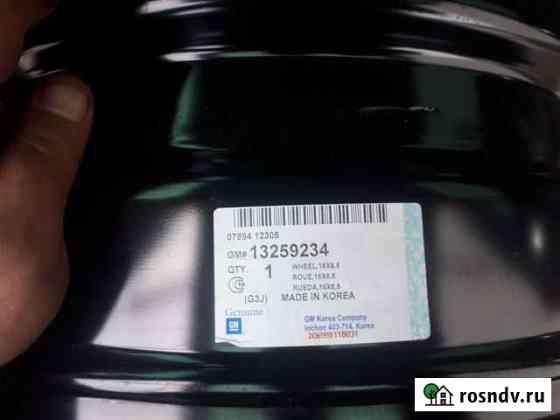 07894 12305
GM# 13259234
QTY. 1
WHEEL,16X6.5
ROUE,16X6.5
RUEDA,16X6.5
(G3J) MADE IN KOREA
Genuine
GM
GM Korea Company
Inchon 403-714, Korea
rosndv.ru